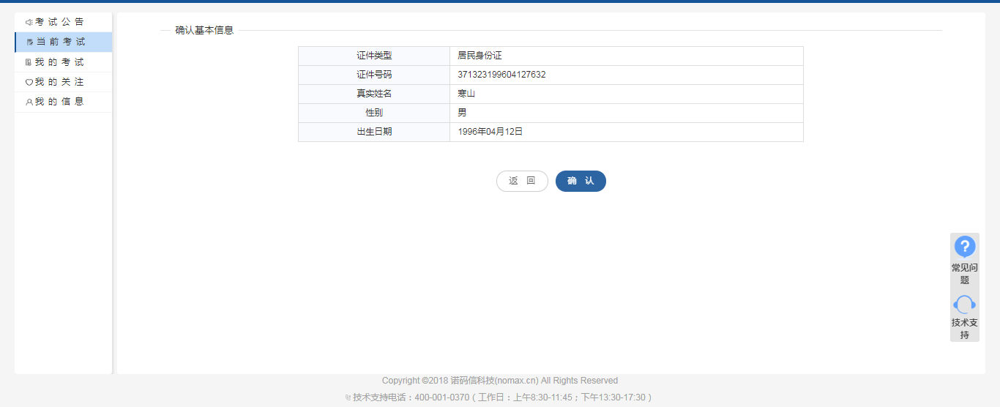 考试公告
当前考试
我的考试
我的关注
我的信息
确认基本信息
证件类型 居民身份证
证件号码 371323199604127632
真实姓名 寒山
性别 男
出生日期 1996年04月12日
返 回 确 认
常见问
题
技术支
持
Copyright ©2018 诺码信科技(nomax.cn) All Rights Reserved
技术支持电话：400-001-0370（工作日：上午8:30-11:45；下午13:30-17:30）